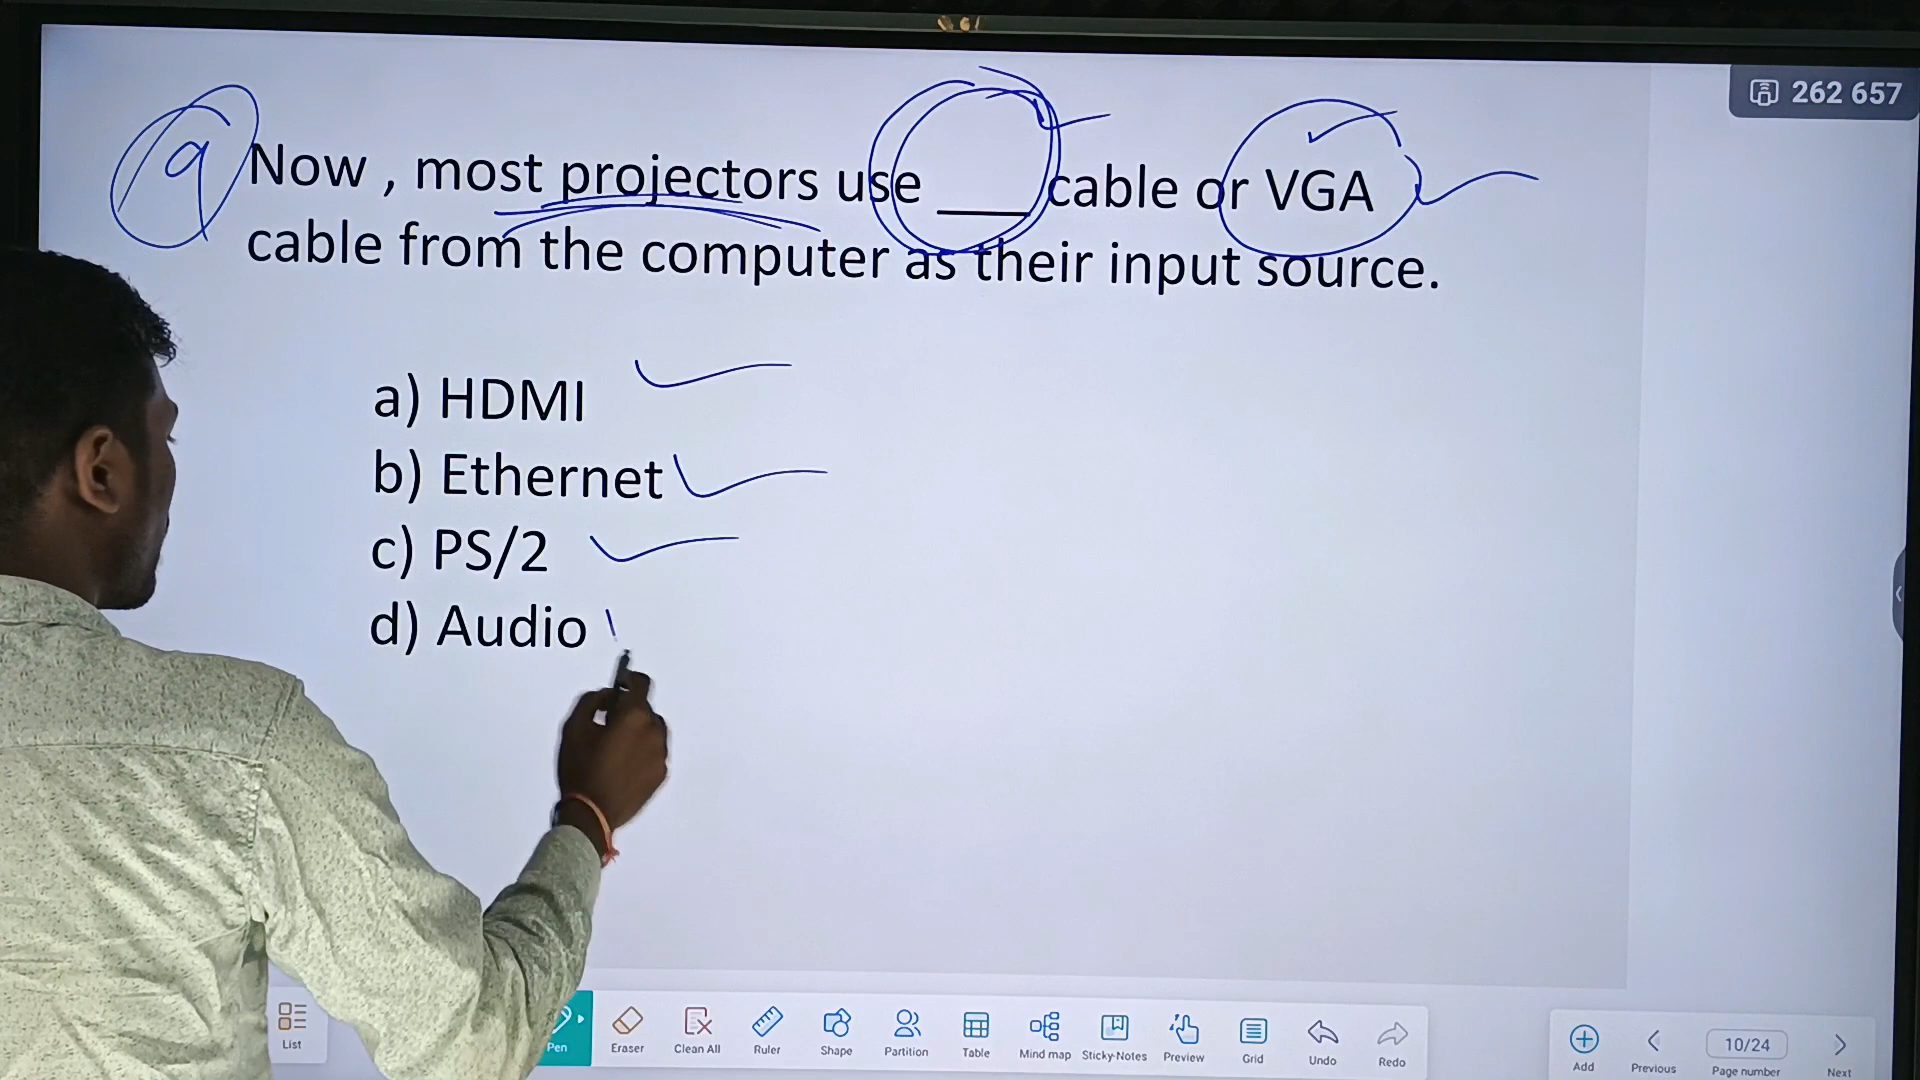 262 657
9 Now , most projectors use ____ cable or VGA
cable from the computer as their input source.
a) HDMI
b) Ethernet
c) PS/2
d) Audio
List
Pen
Eraser
Clean All
Ruler
Shape
Partition
Table
Mind map
Sticky-Notes
Preview
Grid
Undo
Redo
Add
Previous
10/24
Page number
Next